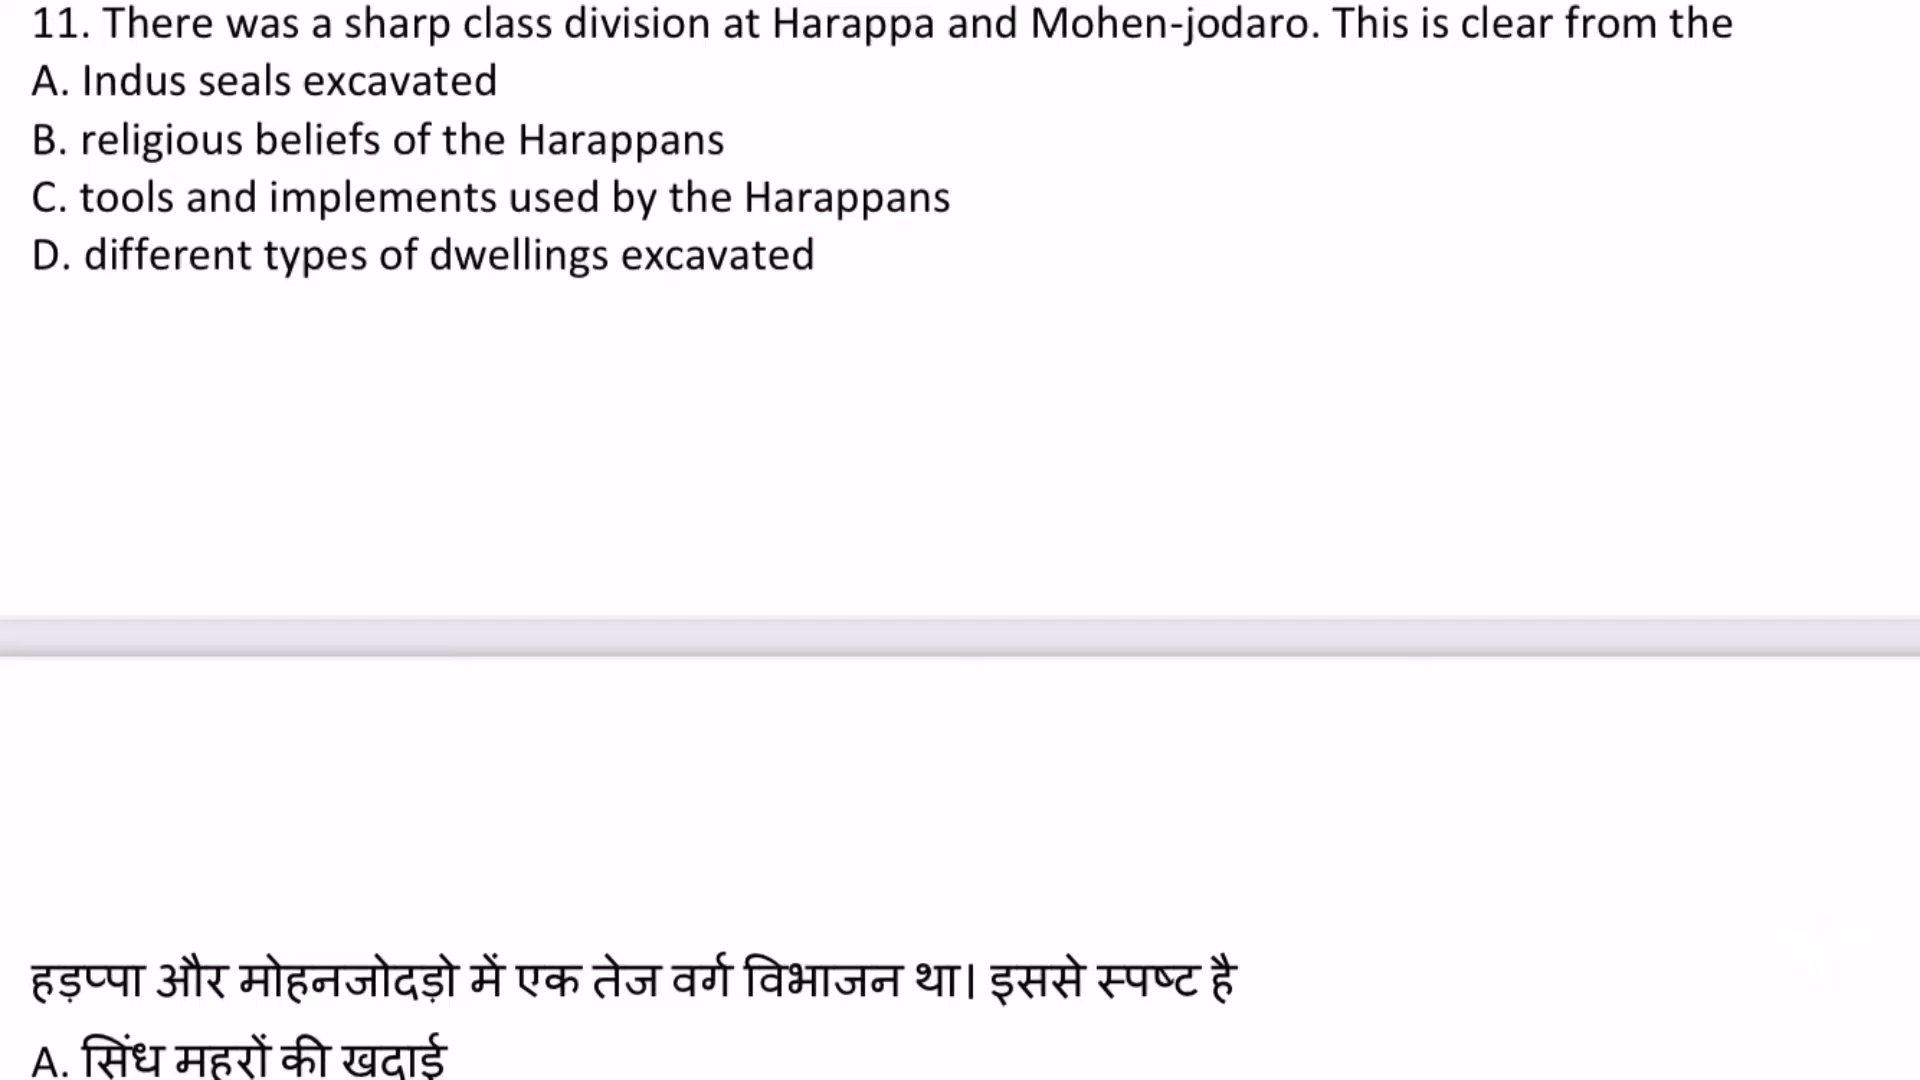 11. There was a sharp class division at Harappa and Mohen-jodaro. This is clear from the
A. Indus seals excavated
B. religious beliefs of the Harappans
C. tools and implements used by the Harappans
D. different types of dwellings excavated
हड़प्पा और मोहनजोदड़ो में एक तेज वर्ग विभाजन था। इससे स्पष्ट है
A. सिंध मुहरों की खुदाई